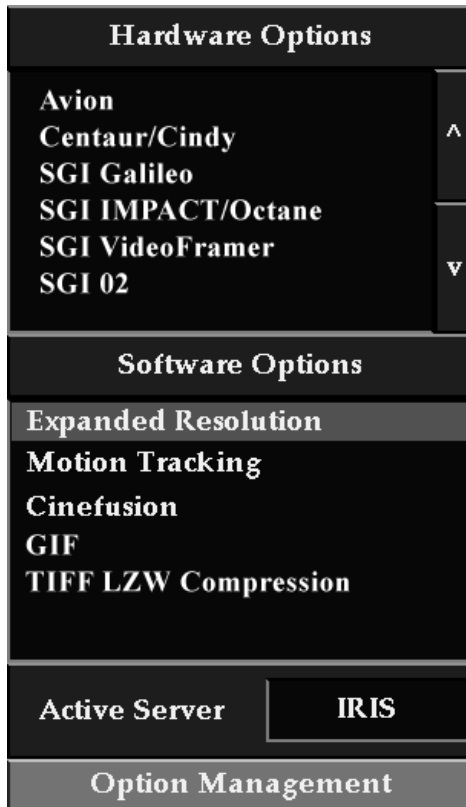 Hardware Options
Avion
Centaur/Cindy
SGI Galileo
SGI IMPACT/Octane
SGI VideoFramer
SGI 02
^
v
Software Options
Expanded Resolution
Motion Tracking
Cinefusion
GIF
TIFF LZW Compression
Active Server IRIS
Option Management